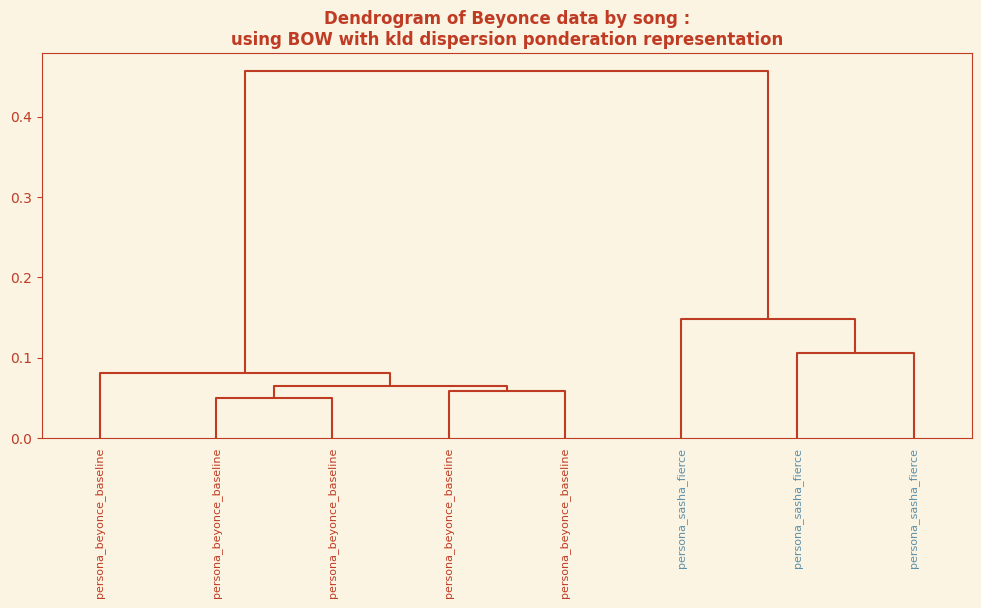 Dendrogram of Beyonce data by song :
using BOW with kld dispersion ponderation representation
0.4
0.3
0.2
0.1
0.0
persona_beyonce_baseline
persona_beyonce_baseline
persona_beyonce_baseline
persona_beyonce_baseline
persona_beyonce_baseline
persona_sasha_fierce
persona_sasha_fierce
persona_sasha_fierce